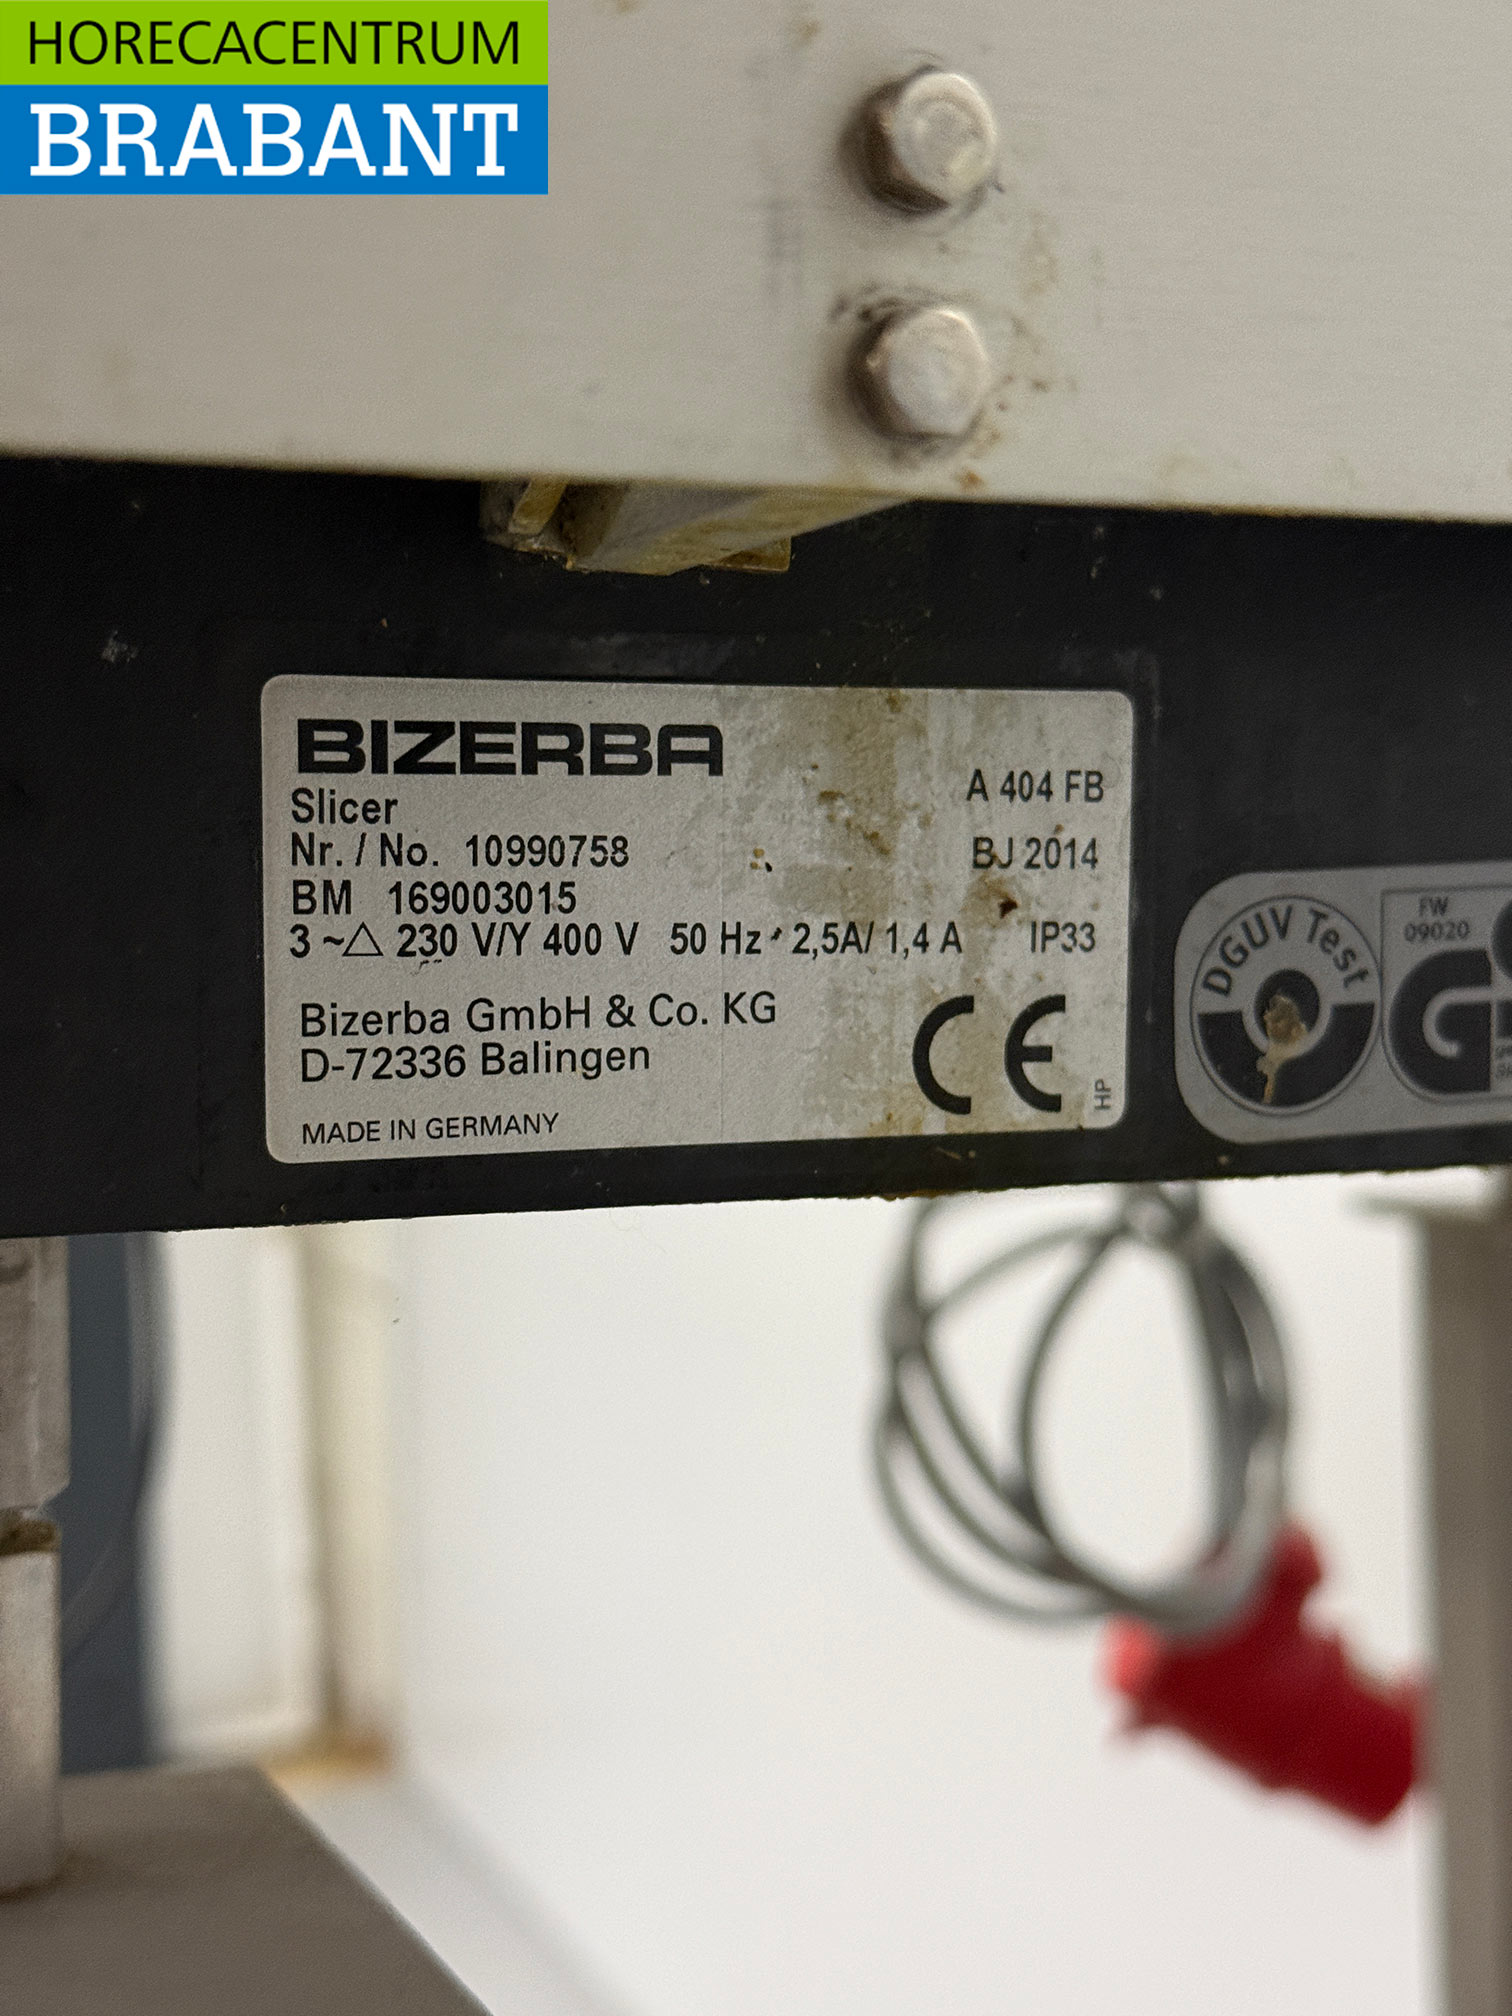 HORECACENTRUM
BRABANT
BIZERBA
Slicer
A 404 FB
Nr. / No. 10990758
BJ 2014
BM 169003015
3 ~△ 230 V/Y 400 V 50 Hz 2,5A/ 1,4 A IP33
Bizerba GmbH & Co. KG
D-72336 Balingen
CE
MADE IN GERMANY
HP
DGUV Test
FW
09020